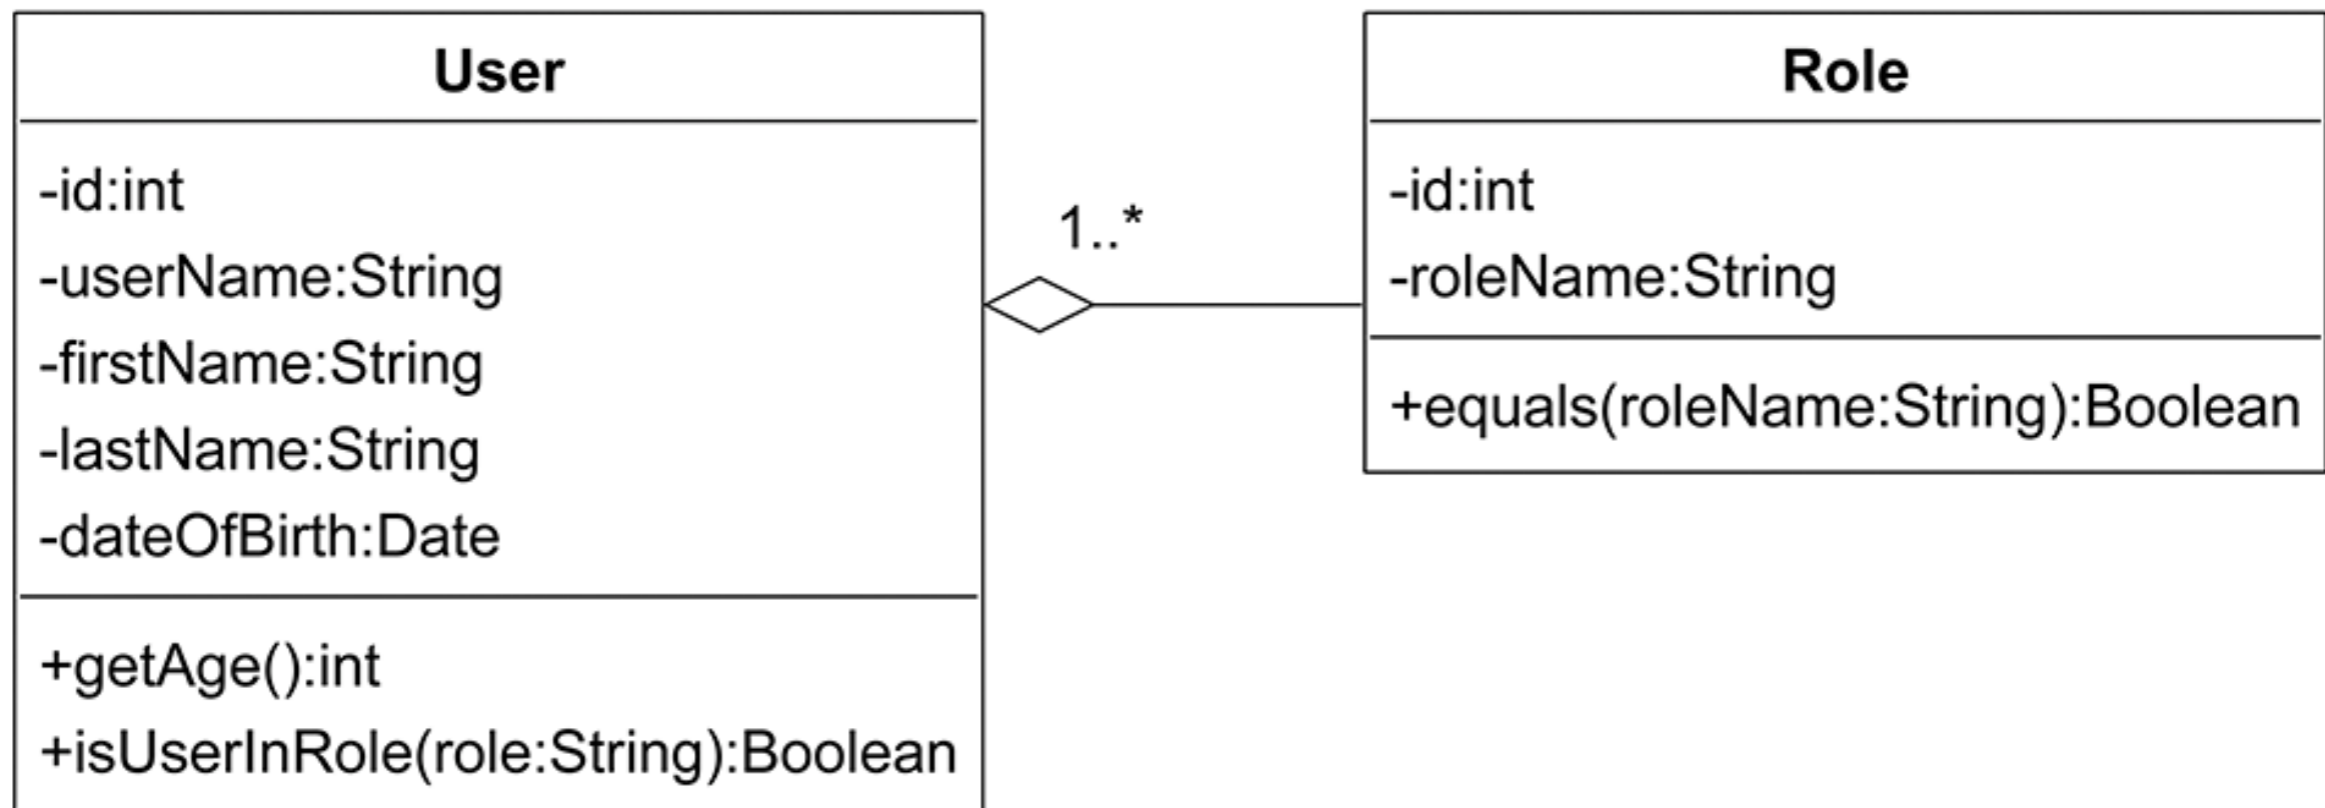 User
-id:int
-userName:String
-firstName:String
-lastName:String
-dateOfBirth:Date
+getAge():int
+isUserInRole(role:String):Boolean
1..*
Role
-id:int
-roleName:String
+equals(roleName:String):Boolean